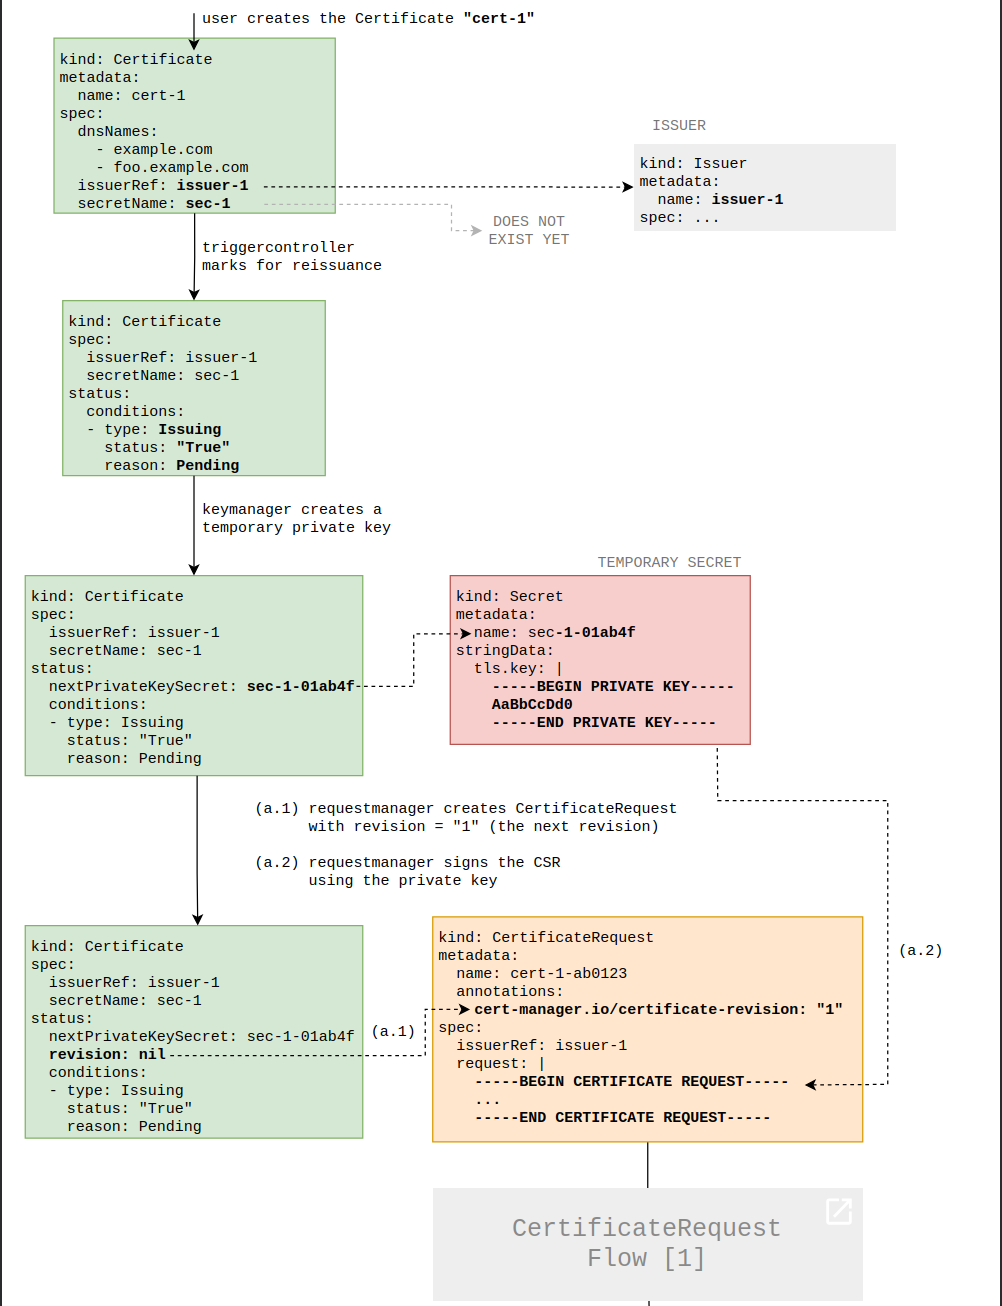 user creates the Certificate "cert-1"
kind: Certificate
metadata:
  name: cert-1
spec:
  dnsNames:
    - example.com
    - foo.example.com
  issuerRef: issuer-1
  secretName: sec-1
ISSUER
kind: Issuer
metadata:
  name: issuer-1
spec: ...
DOES NOT
EXIST YET
triggercontroller
marks for reissuance
kind: Certificate
spec:
  issuerRef: issuer-1
  secretName: sec-1
status:
  conditions:
  - type: Issuing
    status: "True"
    reason: Pending
keymanager creates a
temporary private key
kind: Certificate
spec:
  issuerRef: issuer-1
  secretName: sec-1
status:
  nextPrivateKeySecret: sec-1-01ab4f
  conditions:
  - type: Issuing
    status: "True"
    reason: Pending
TEMPORARY SECRET
kind: Secret
metadata:
  name: sec-1-01ab4f
stringData:
  tls.key: |
    -----BEGIN PRIVATE KEY-----
    AaBbCcDd0
    -----END PRIVATE KEY-----
(a.1) requestmanager creates CertificateRequest
      with revision = "1" (the next revision)
(a.2) requestmanager signs the CSR
      using the private key
kind: Certificate
spec:
  issuerRef: issuer-1
  secretName: sec-1
status:
  nextPrivateKeySecret: sec-1-01ab4f
  revision: nil
  conditions:
  - type: Issuing
    status: "True"
    reason: Pending
(a.1)
kind: CertificateRequest
metadata:
  name: cert-1-ab0123
  annotations:
    cert-manager.io/certificate-revision: "1"
spec:
  issuerRef: issuer-1
  request: |
    -----BEGIN CERTIFICATE REQUEST-----
    ...
    -----END CERTIFICATE REQUEST-----
(a.2)
CertificateRequest
Flow [1]